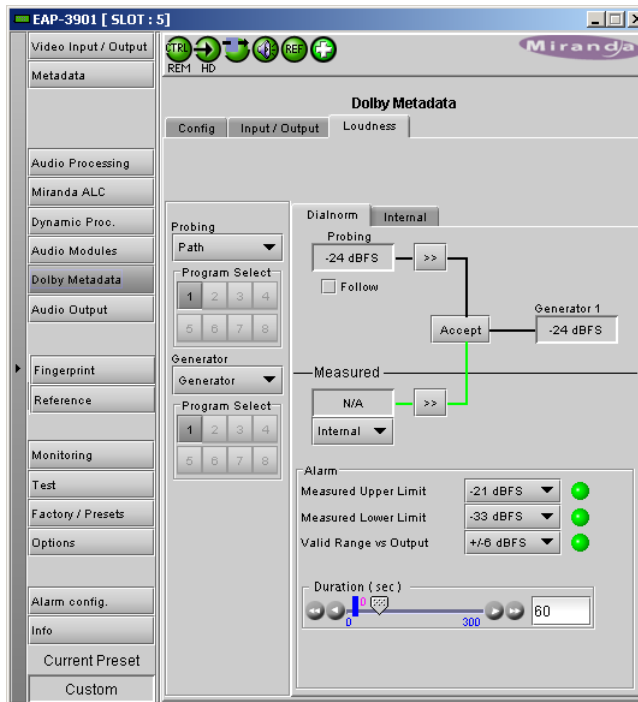 EAP-3901 [ SLOT : 5]
Video Input / Output
Metadata
Audio Processing
Miranda ALC
Dynamic Proc.
Audio Modules
Dolby Metadata
Audio Output
Fingerprint
Reference
Monitoring
Test
Factory / Presets
Options
Alarm config.
Info
Current Preset
Custom
CTRL
REF
REM HD
Miranda
Dolby Metadata
Config Input / Output Loudness
Probing
Path
Program Select
1 2 3 4
5 6 7 8
Generator
Generator
Program Select
1 2 3 4
5 6 7 8
Dialnorm Internal
Probing
-24 dBFS >>
Follow
Accept
Generator 1
-24 dBFS
Measured
N/A >>
Internal
Alarm
Measured Upper Limit -21 dBFS
Measured Lower Limit -33 dBFS
Valid Range vs Output +/-6 dBFS
Duration ( sec )
0
0 300
60